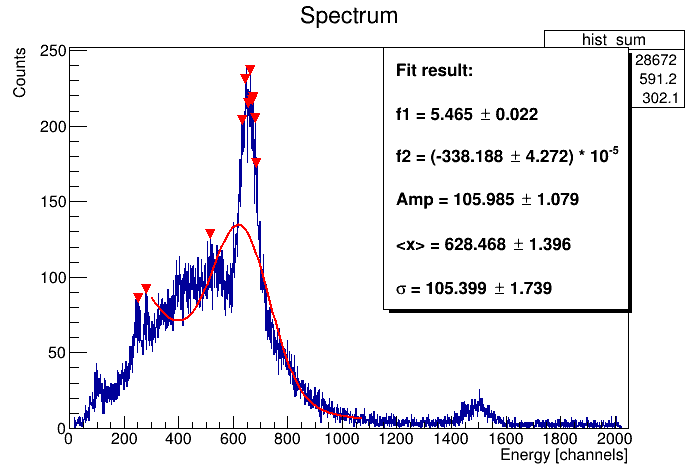 Spectrum
hist_sum
28672
591.2
302.1
Fit result:
f1 = 5.465 ± 0.022
f2 = (-338.188 ± 4.272) * 10-5
Amp = 105.985 ± 1.079
<x> = 628.468 ± 1.396
σ = 105.399 ± 1.739
Counts
250
200
150
100
50
0
0 200 400 600 800 1000 1200 1400 1600 1800 2000
Energy [channels]